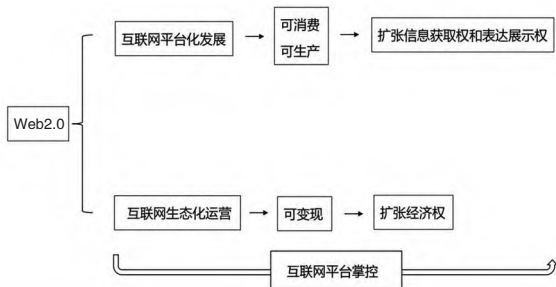 互联网平台化发展
可消费
可生产
扩张信息获取权和表达展示权
Web2.0
互联网生态化运营
可变现
扩张经济权
互联网平台掌控